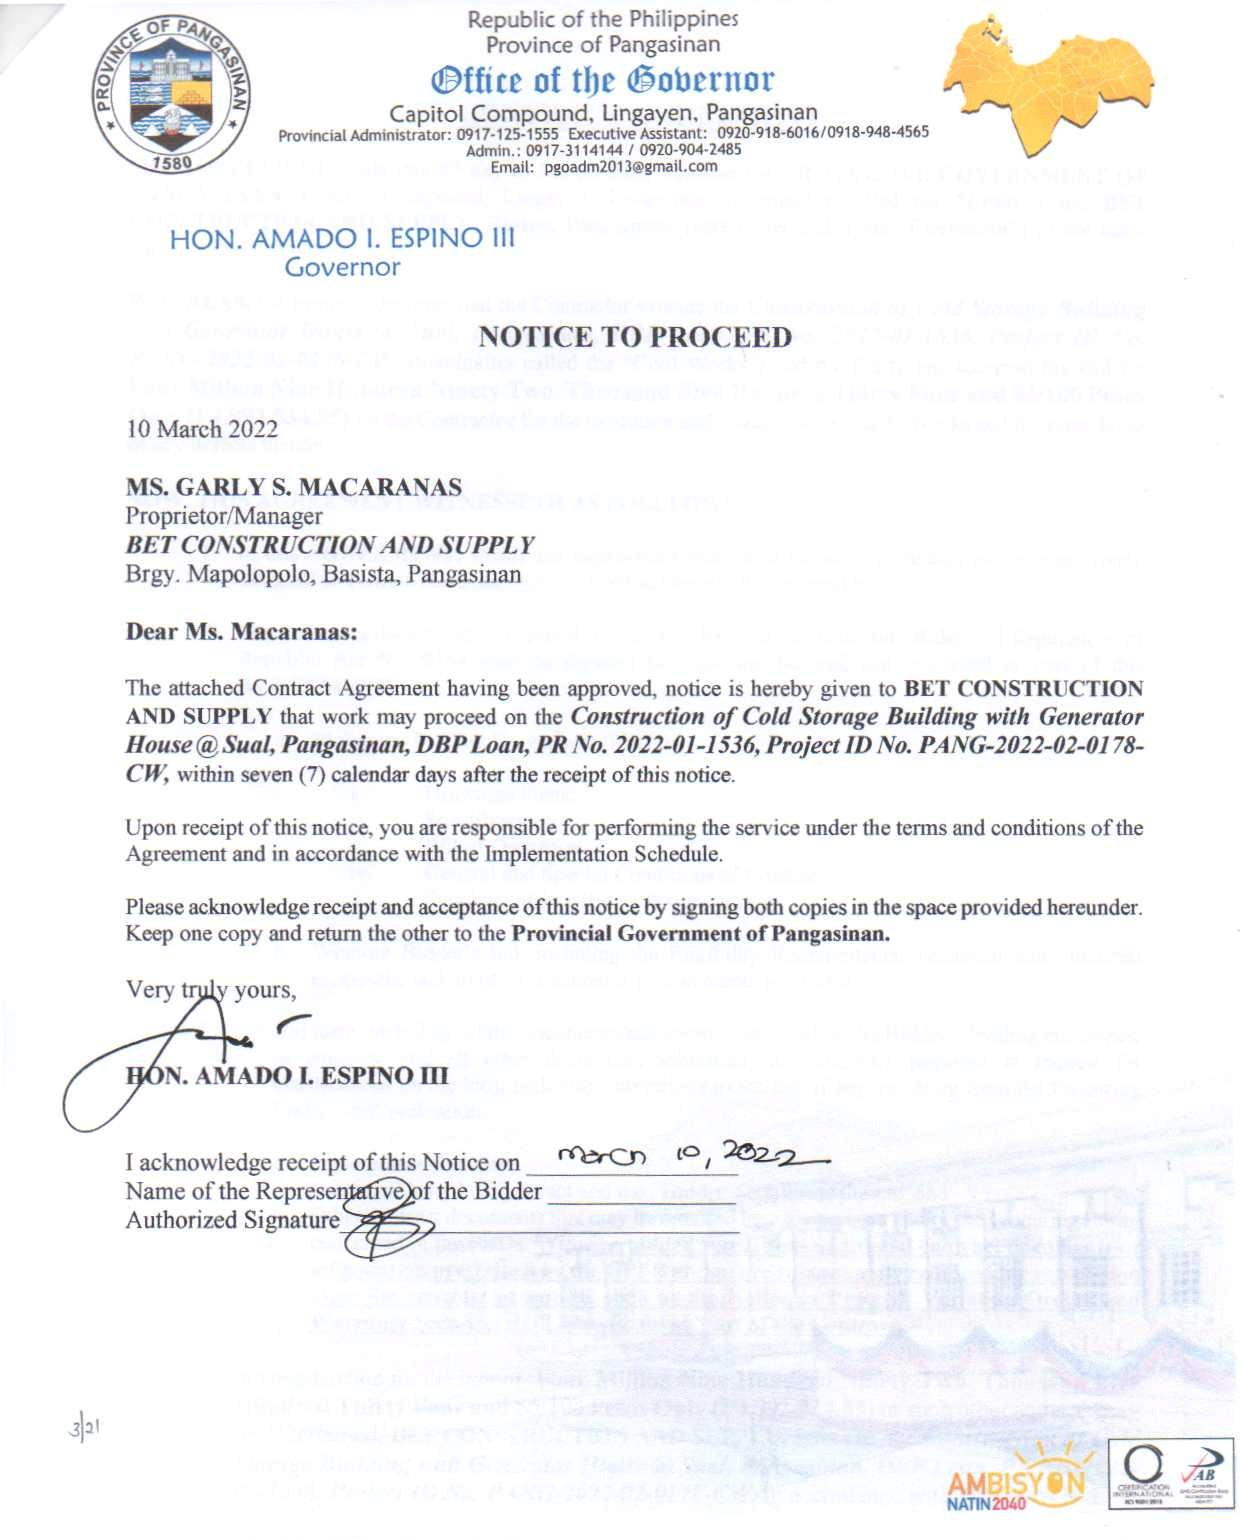 Republic of the Philippines
Province of Pangasinan
Office of the Governor
Capitol Compound, Lingayen, Pangasinan
Provincial Administrator: 0917-125-1555 Executive Assistant: 0920-918-6016/0918-948-4565
Admin.: 0917-3114144 / 0920-904-2485
Email: pgoadm2013@gmail.com
PROVINCE OF PANGASINAN
1580
HON. AMADO I. ESPINO III
Governor
NOTICE TO PROCEED
10 March 2022
MS. GARLY S. MACARANAS
Proprietor/Manager
BET CONSTRUCTION AND SUPPLY
Brgy. Mapolopolo, Basista, Pangasinan
Dear Ms. Macaranas:
The attached Contract Agreement having been approved, notice is hereby given to BET CONSTRUCTION
AND SUPPLY that work may proceed on the Construction of Cold Storage Building with Generator
House @ Sual, Pangasinan, DBP Loan, PR No. 2022-01-1536, Project ID No. PANG-2022-02-0178-
CW, within seven (7) calendar days after the receipt of this notice.
Upon receipt of this notice, you are responsible for performing the service under the terms and conditions of the
Agreement and in accordance with the Implementation Schedule.
Please acknowledge receipt and acceptance of this notice by signing both copies in the space provided hereunder.
Keep one copy and return the other to the Provincial Government of Pangasinan.
Very truly yours,
HON. AMADO I. ESPINO III
I acknowledge receipt of this Notice on March 10, 2022
Name of the Representative of the Bidder
Authorized Signature
3/21
AMBISYON
NATIN 2040
CERTIFICATION
INTERNATIONAL
ISO 9001:2015
PAB